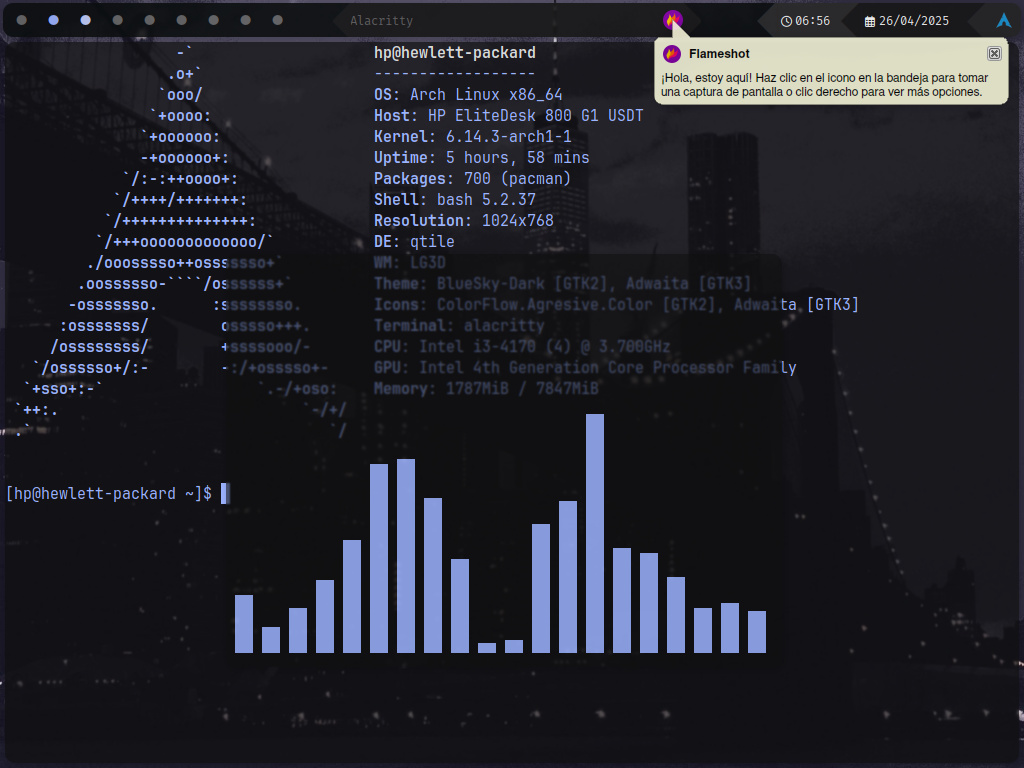 Alacritty
06:56
26/04/2025
Flameshot
¡Hola, estoy aquí! Haz clic en el icono en la bandeja para tomar
una captura de pantalla o clic derecho para ver más opciones.
-`                    hp@hewlett-packard
.o+`                   ------------------
`ooo/                   OS: Arch Linux x86_64
`+oooo:                  Host: HP EliteDesk 800 G1 USDT
`+oooooo:                 Kernel: 6.14.3-arch1-1
-+oooooo+:                Uptime: 5 hours, 58 mins
`/:-:++oooo+:               Packages: 700 (pacman)
`/++++/+++++++:              Shell: bash 5.2.37
`/++++++++++++++:             Resolution: 1024x768
`/+++ooooooooooooo/`           DE: qtile
./ooosssso++osssssso+`          WM: LG3D
.oossssso-````/ossssss+`         Theme: BlueSky-Dark [GTK2], Adwaita [GTK3]
-osssssso.      :ssssssso.        Icons: ColorFlow.Agresive.Color [GTK2], Adwaita [GTK3]
:osssssss/        osssso+++.       Terminal: alacritty
/ossssssss/        +ssssooo/-       CPU: Intel i3-4170 (4) @ 3.700GHz
`/ossssso+/:-        -:/+osssso+-     GPU: Intel 4th Generation Core Processor Family
`+sso+:-`                 `.-/+oso:    Memory: 1787MiB / 7847MiB
`++:.                           `-/+/
.`                                 `/
[hp@hewlett-packard ~]$